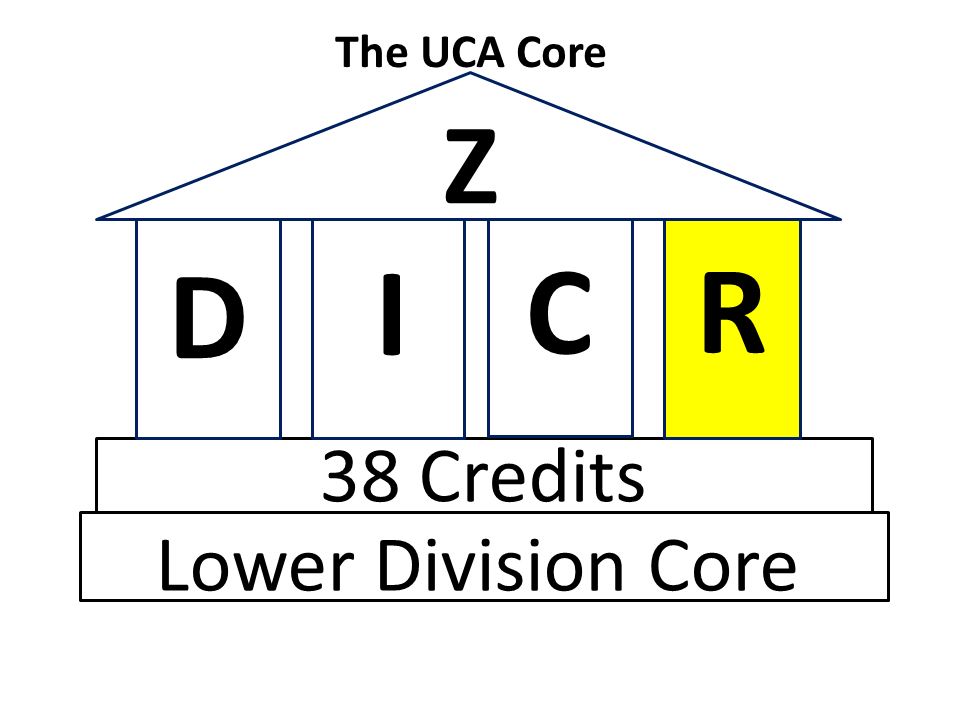 The UCA Core
Z
D I C R
38 Credits
Lower Division Core